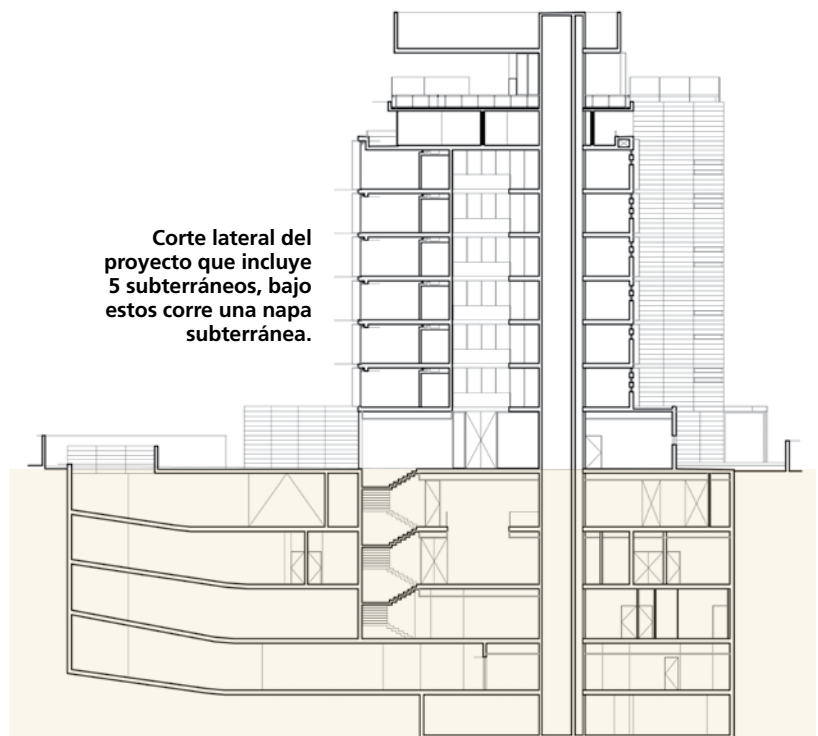 Corte lateral del
proyecto que incluye
5 subterráneos, bajo
estos corre una napa
subterránea.